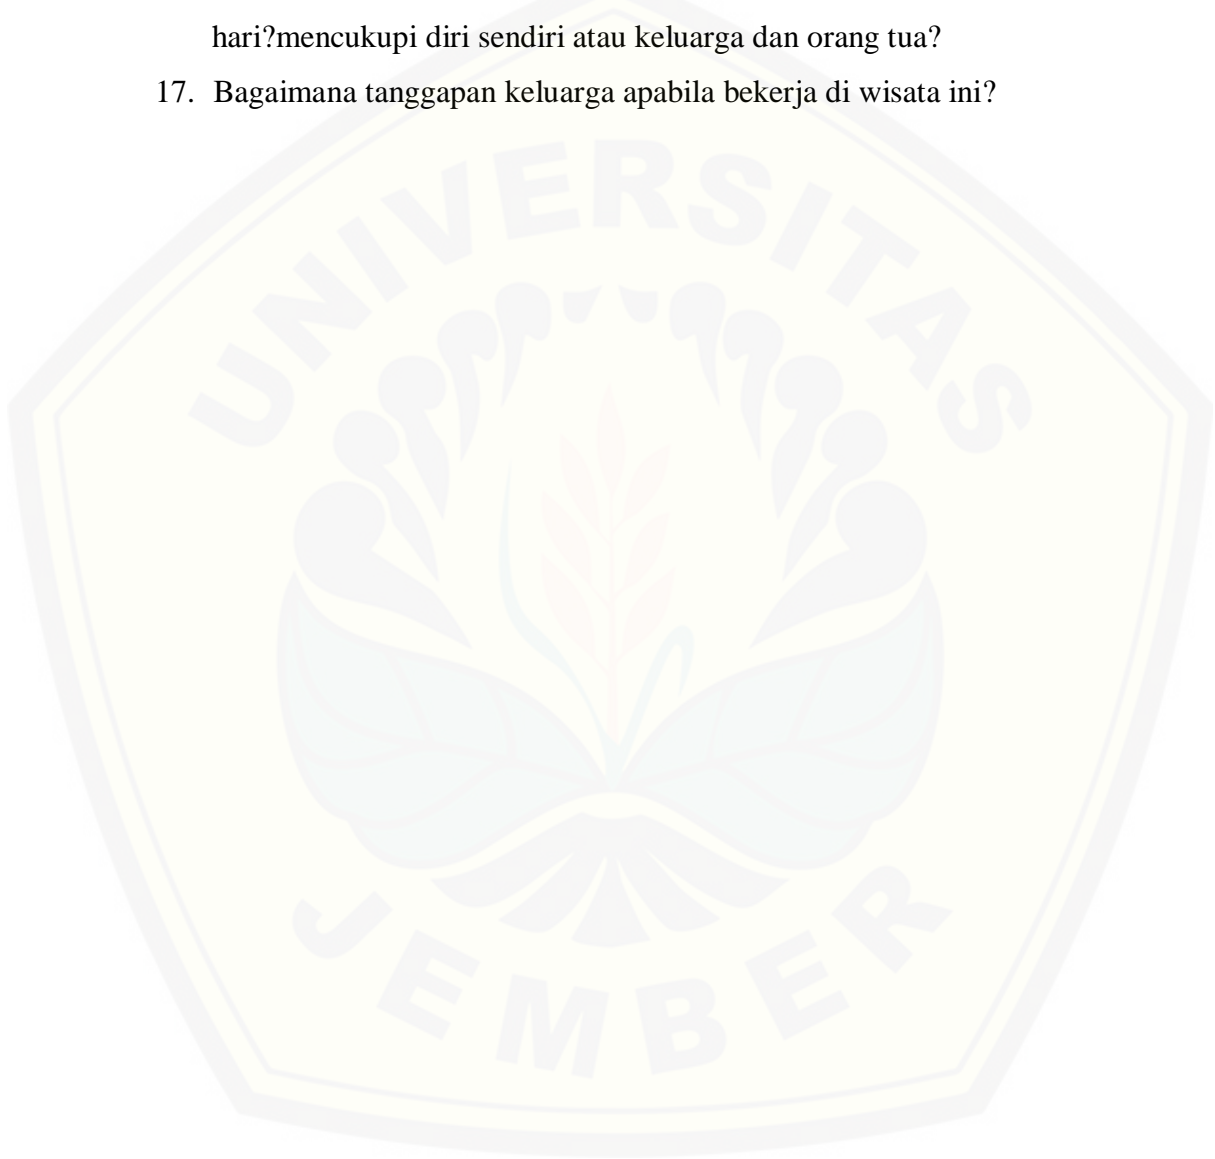 hari?mencukupi diri sendiri atau keluarga dan orang tua?
17. Bagaimana tanggapan keluarga apabila bekerja di wisata ini?
UNIVERSITAS
JEMBER